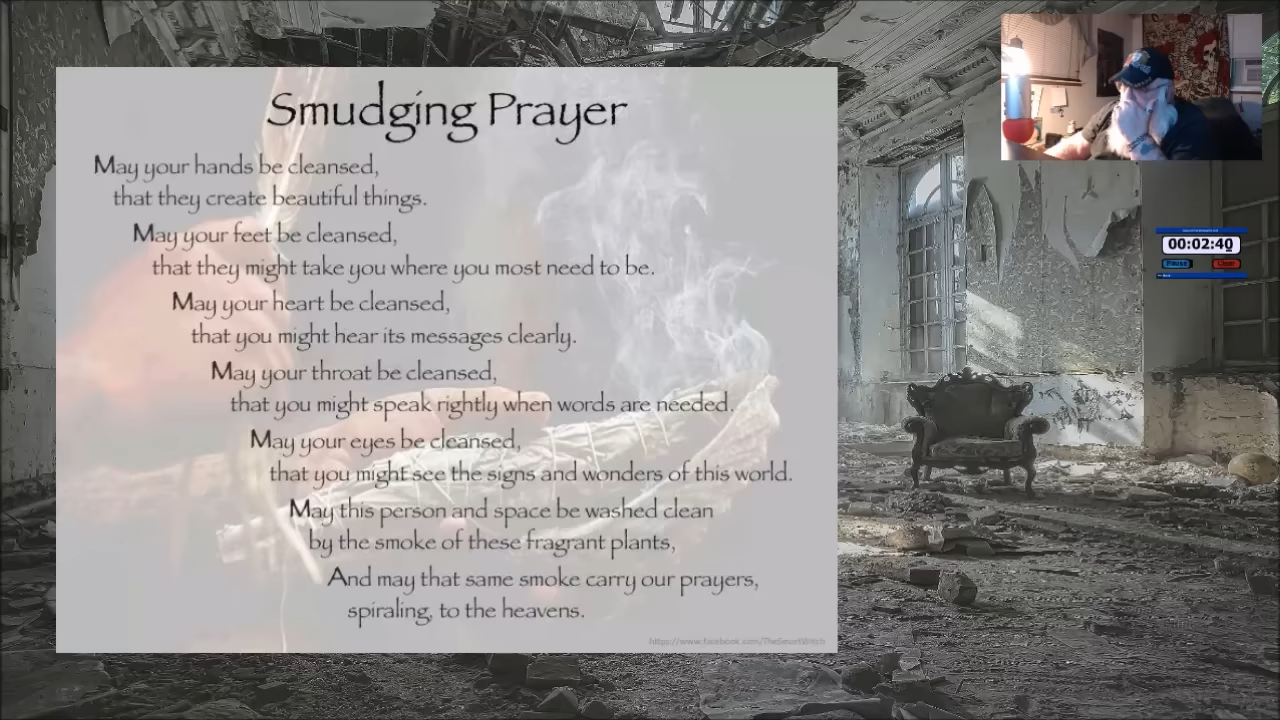 Smudging Prayer
May your hands be cleansed,
that they create beautiful things.
May your feet be cleansed,
that they might take you where you most need to be.
May your heart be cleansed,
that you might hear its messages clearly.
May your throat be cleansed,
that you might speak rightly when words are needed.
May your eyes be cleansed,
that you might see the signs and wonders of this world.
May this person and space be washed clean
by the smoke of these fragrant plants,
And may that same smoke carry our prayers,
spiraling, to the heavens.
https://www.facebook.com/TheSmartWitch
00:02:40
Pause